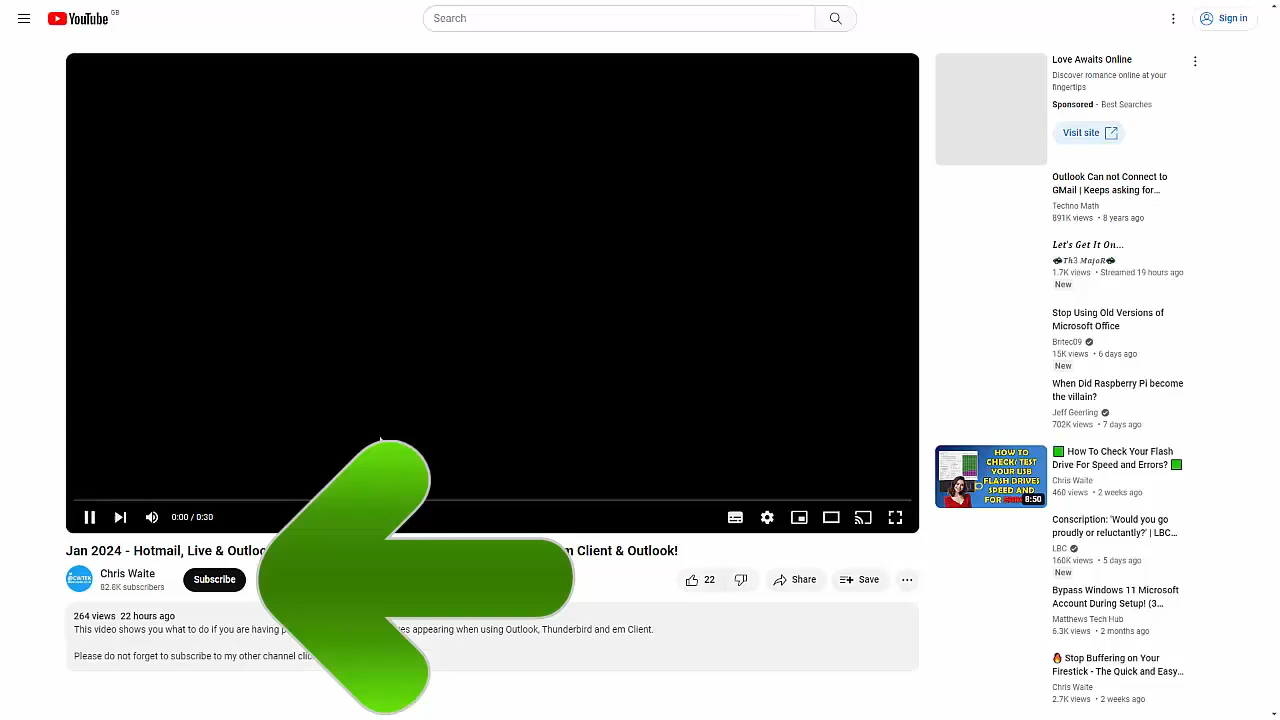 YouTube GB
Search
Sign in
0:00 / 0:30
Jan 2024 - Hotmail, Live & Outloo
m Client & Outlook!
Chris Waite
82.8K subscribers
Subscribe
22
Share
Save
264 views 22 hours ago
This video shows you what to do if you are having p
es appearing when using Outlook, Thunderbird and em Client.
Please do not forget to subscribe to my other channel clic
Love Awaits Online
Discover romance online at your
fingertips
Sponsored · Best Searches
Visit site
Outlook Can not Connect to
GMail | Keeps asking for...
Techno Math
891K views • 8 years ago
Let's Get It On...
Th3 MajoR
1.7K views • Streamed 19 hours ago
New
Stop Using Old Versions of
Microsoft Office
Britec09
15K views • 6 days ago
New
When Did Raspberry Pi become
the villain?
Jeff Geerling
702K views • 7 days ago
HOW TO
CHECK/ TEST
YOUR USB
FLASH DRIVES
SPEED AND
FOR
8:50
How To Check Your Flash
Drive For Speed and Errors?
Chris Waite
460 views • 2 weeks ago
Conscription: 'Would you go
proudly or reluctantly?' | LBC...
LBC
160K views • 5 days ago
New
Bypass Windows 11 Microsoft
Account During Setup! (3...
Matthews Tech Hub
6.3K views • 2 months ago
Stop Buffering on Your
Firestick - The Quick and Easy...
Chris Waite
2.7K views • 2 weeks ago